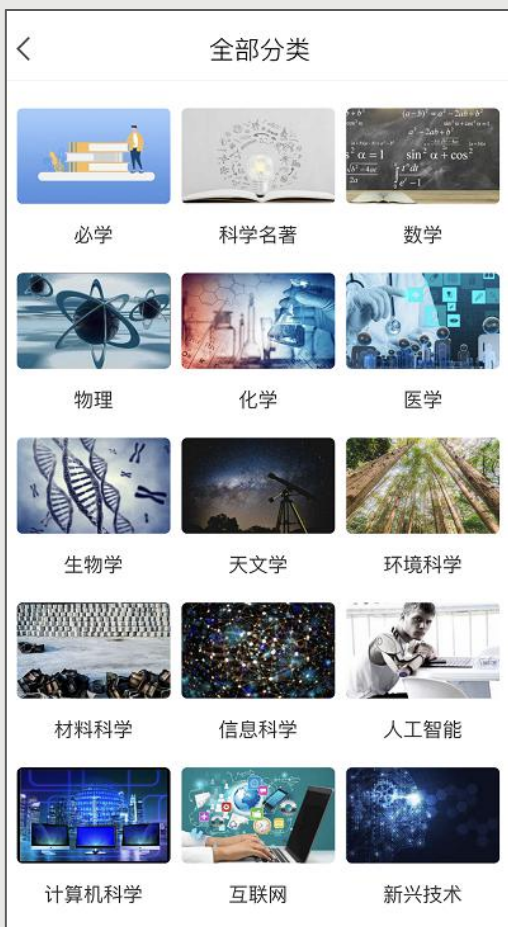 全部分类
必学
科学名著
数学
物理
化学
医学
生物学
天文学
环境科学
材料科学
信息科学
人工智能
计算机科学
互联网
新兴技术